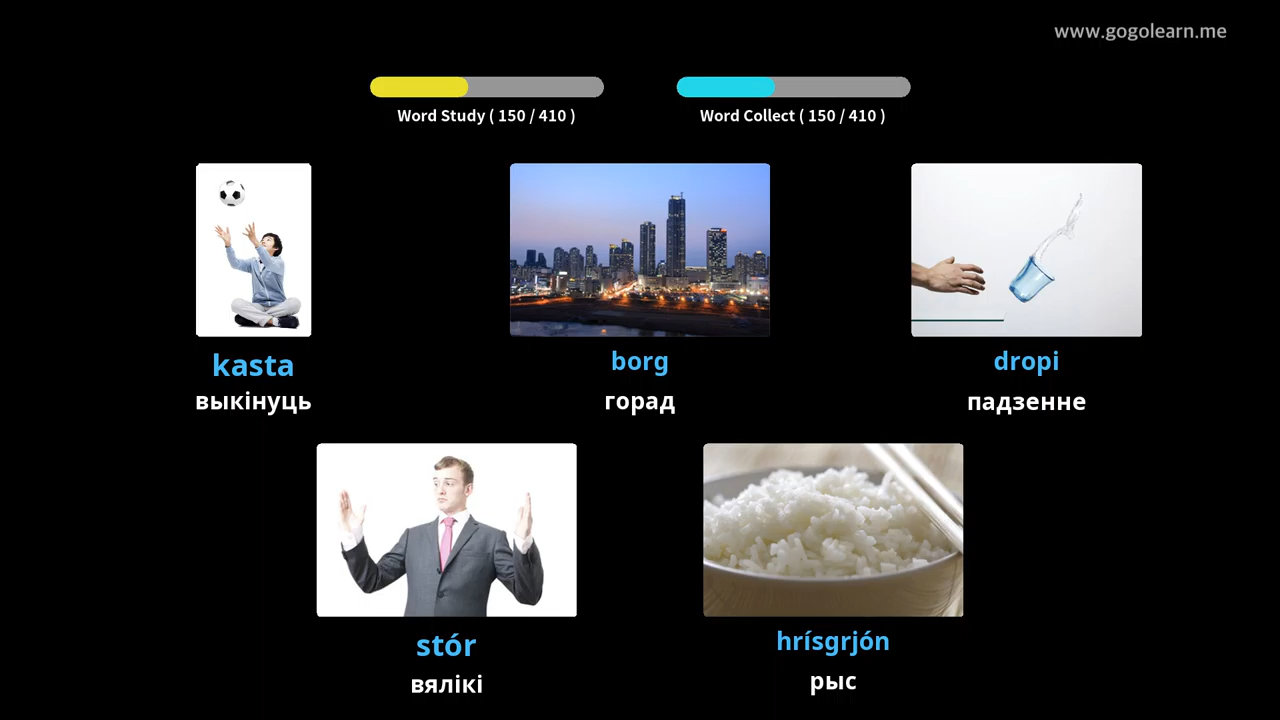 www.gogolearn.me
Word Study ( 150 / 410 )
Word Collect ( 150 / 410 )
kasta
выкінуць
borg
горад
dropi
падзенне
stór
вялікі
hrísgrjón
рыс